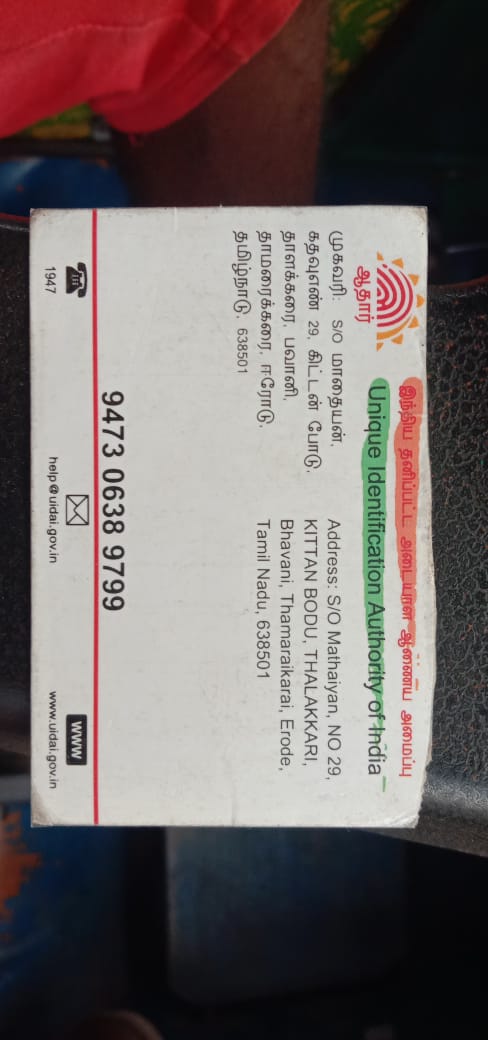 இந்திய தனிப்பட்ட அடையாள ஆணைய அமைப்பு
Unique Identification Authority of India
ஆதார்
முகவரி: S/O மாதையன்,
கதவுஎண் 29, கிட்டன் போடு,
தாளக்கரை, பவானி,
தாமரைக்கரை, ஈரோடு,
தமிழ்நாடு, 638501
Address: S/O Mathaiyan, NO 29,
KITTAN BODU, THALAKKARI,
Bhavani, Thamaraikarai, Erode,
Tamil Nadu, 638501
9473 0638 9799
1947
help@uidai.gov.in
www
www.uidai.gov.in